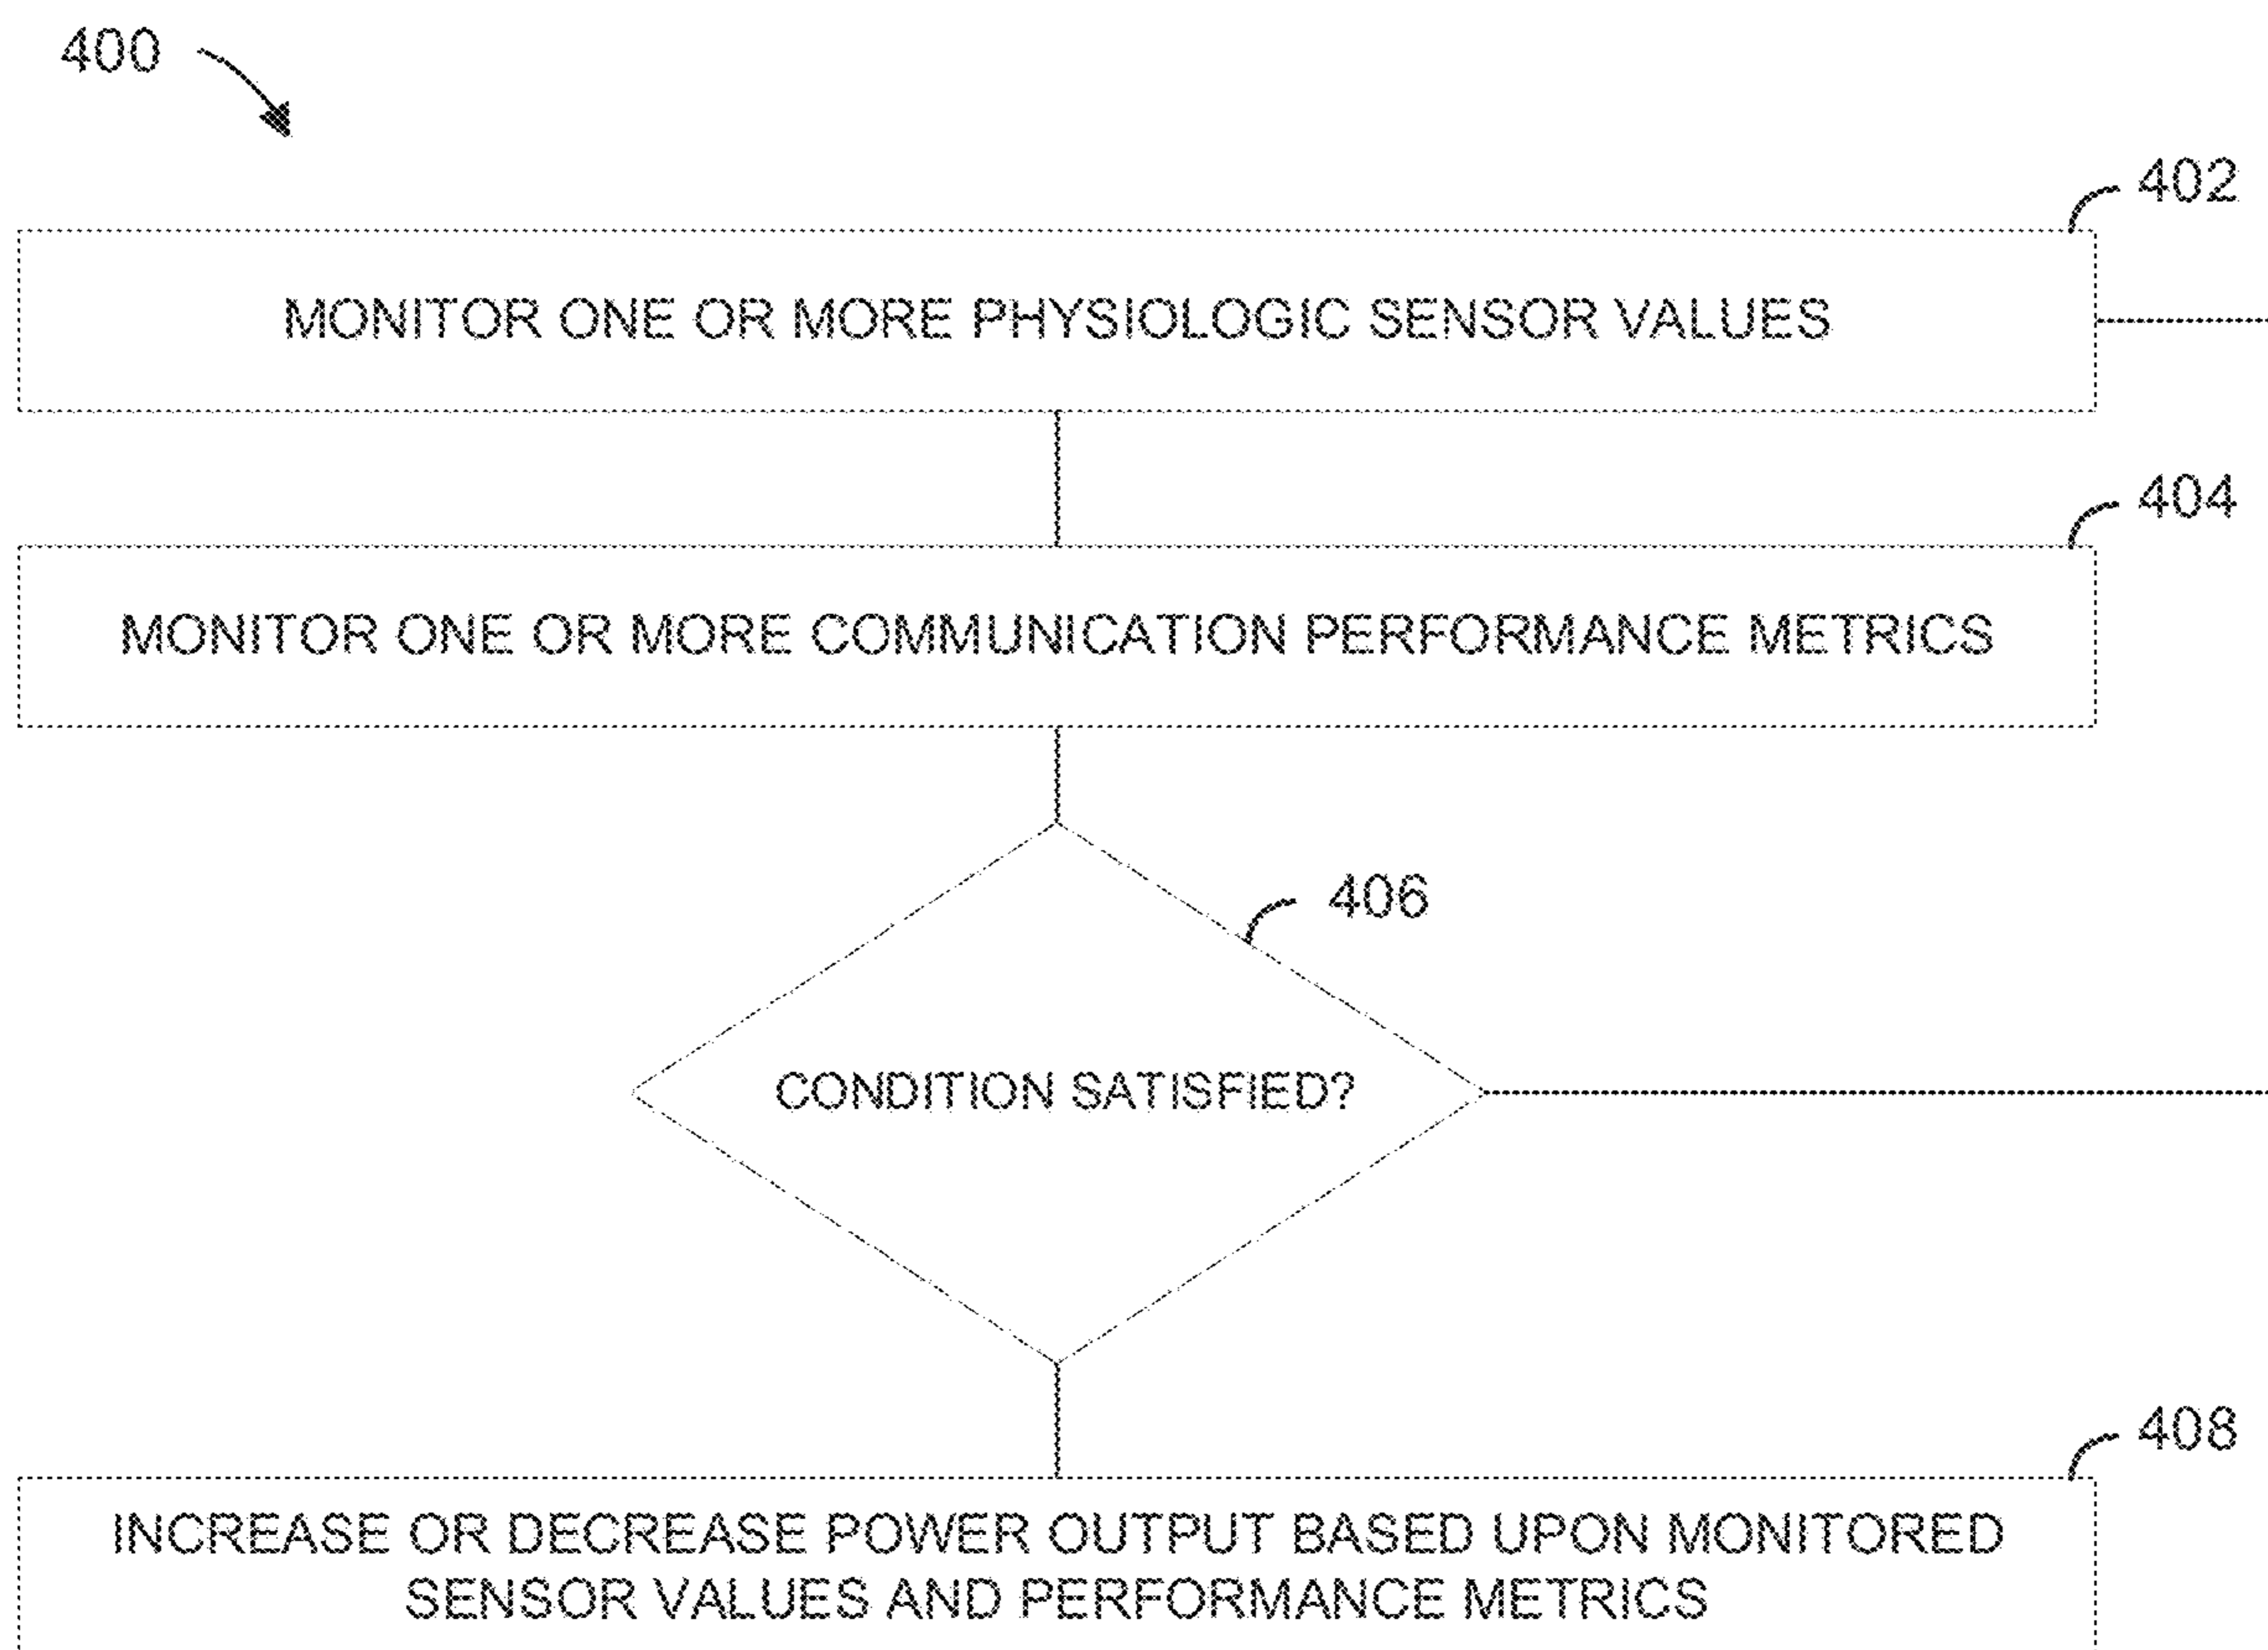 400
402
MONITOR ONE OR MORE PHYSIOLOGIC SENSOR VALUES
404
MONITOR ONE OR MORE COMMUNICATION PERFORMANCE METRICS
406
CONDITION SATISFIED?
408
INCREASE OR DECREASE POWER OUTPUT BASED UPON MONITORED
SENSOR VALUES AND PERFORMANCE METRICS